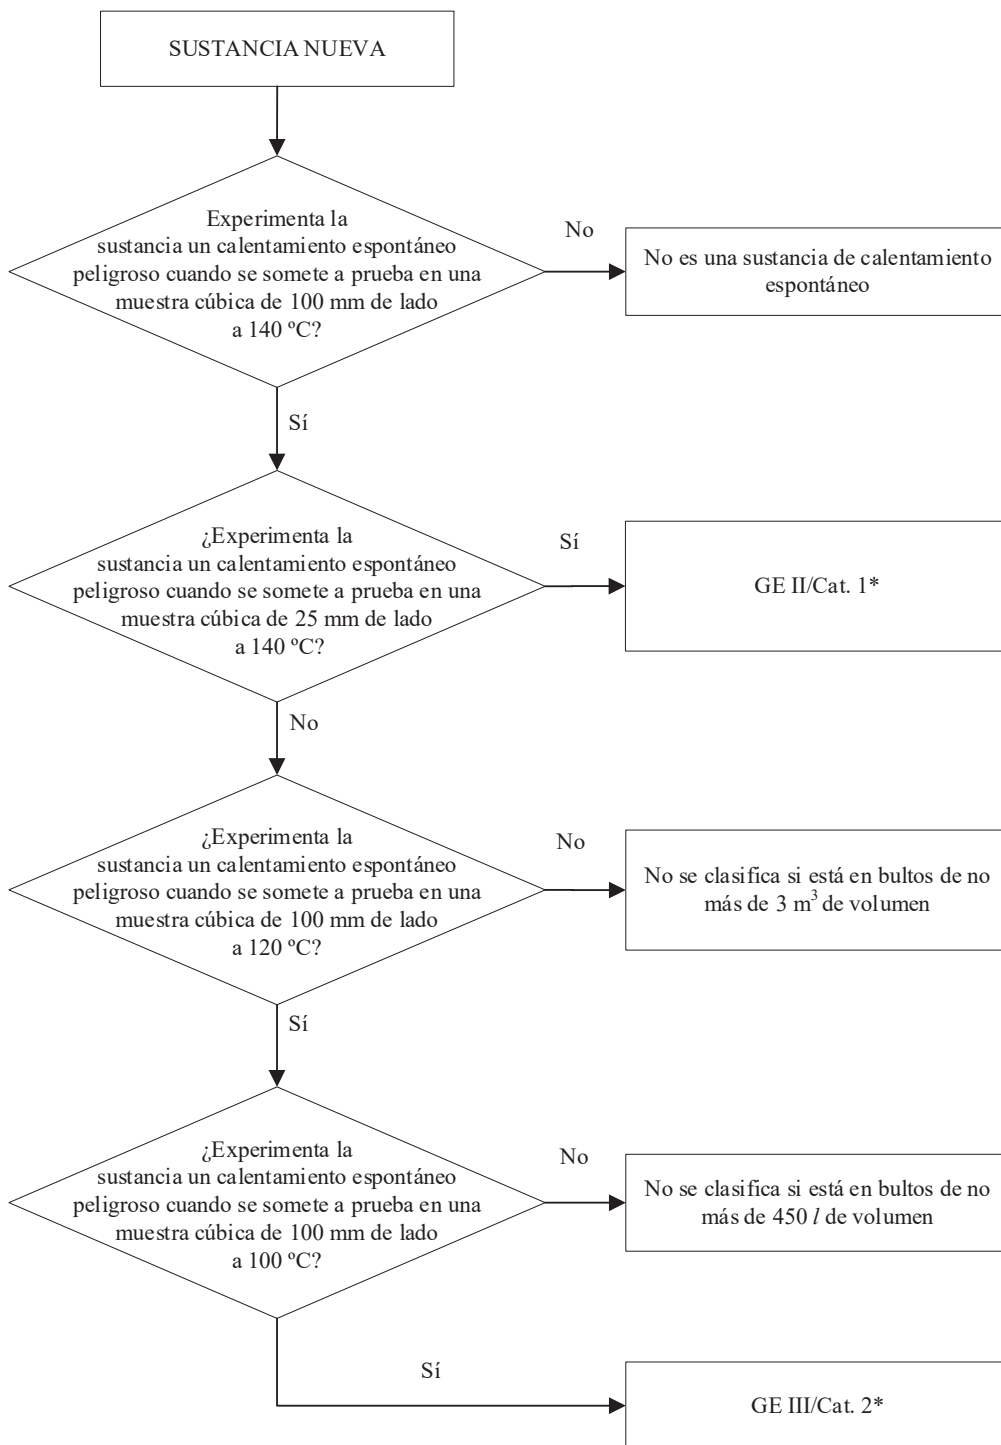 SUSTANCIA NUEVA
Experimenta la
sustancia un calentamiento espontáneo
peligroso cuando se somete a prueba en una
muestra cúbica de 100 mm de lado
a 140 ºC?
No
No es una sustancia de calentamiento
espontáneo
Sí
¿Experimenta la
sustancia un calentamiento espontáneo
peligroso cuando se somete a prueba en una
muestra cúbica de 25 mm de lado
a 140 ºC?
Sí
GE II/Cat. 1*
No
¿Experimenta la
sustancia un calentamiento espontáneo
peligroso cuando se somete a prueba en una
muestra cúbica de 100 mm de lado
a 120 ºC?
No
No se clasifica si está en bultos de no
más de 3 m³ de volumen
Sí
¿Experimenta la
sustancia un calentamiento espontáneo
peligroso cuando se somete a prueba en una
muestra cúbica de 100 mm de lado
a 100 ºC?
No
No se clasifica si está en bultos de no
más de 450 l de volumen
Sí
GE III/Cat. 2*